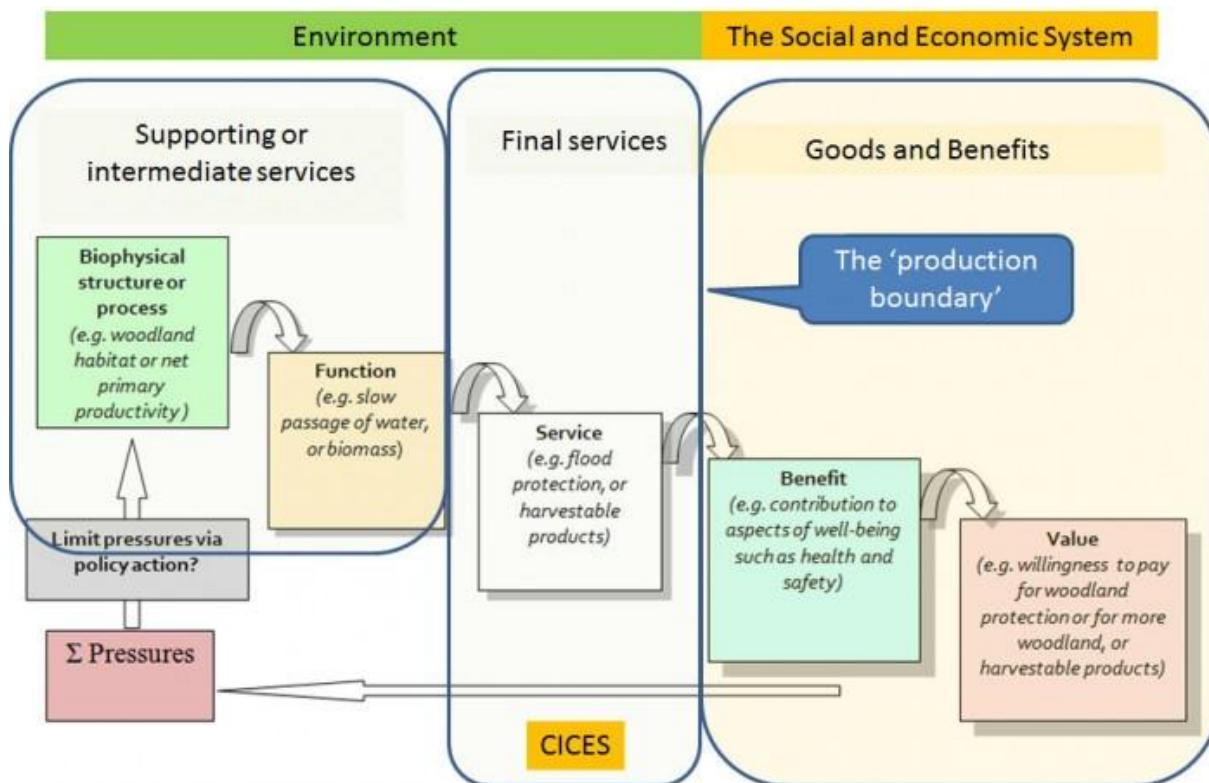 Environment
The Social and Economic System
Supporting or
intermediate services
Final services
Goods and Benefits
The ‘production
boundary’
Biophysical
structure or
process
(e.g. woodland
habitat or net
primary
productivity )
Function
(e.g. slow
passage of water,
or biomass)
Service
(e.g. flood
protection, or
harvestable
products)
Benefit
(e.g. contribution to
aspects of well-being
such as health and
safety)
Value
(e.g. willingness to pay
for woodland
protection or for more
woodland, or
harvestable products)
Limit pressures via
policy action?
Σ Pressures
CICES